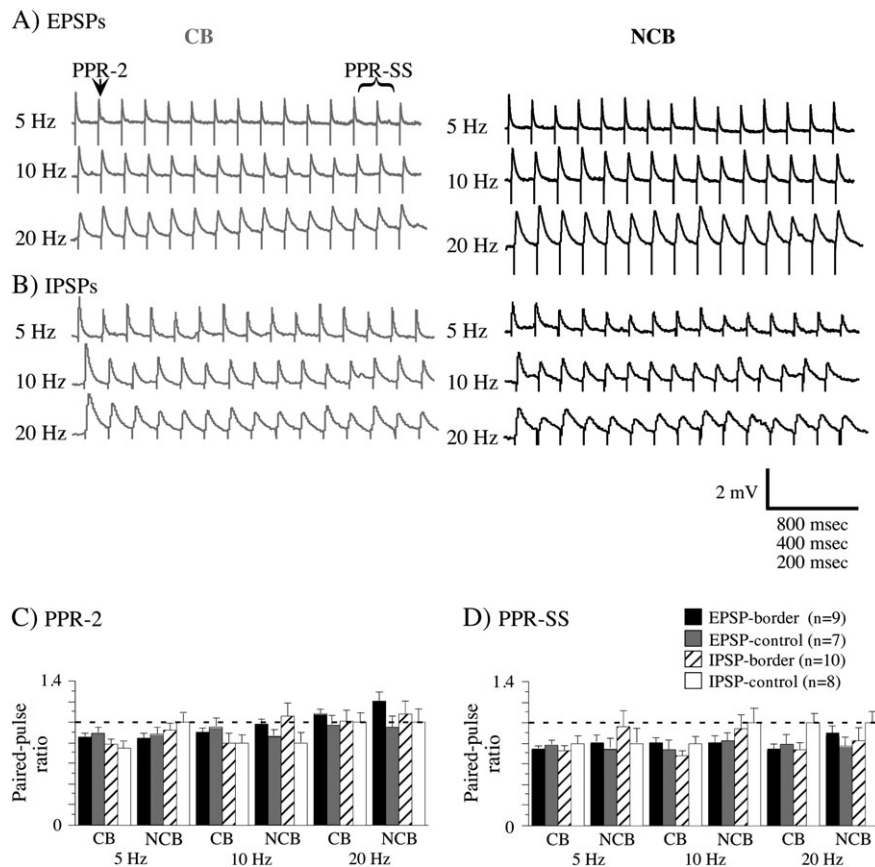 A) EPSPs
CB
NCB
PPR-2
PPR-SS
5 Hz
10 Hz
20 Hz
5 Hz
10 Hz
20 Hz
B) IPSPs
5 Hz
10 Hz
20 Hz
5 Hz
10 Hz
20 Hz
2 mV
800 msec
400 msec
200 msec
C) PPR-2
1.4
Paired-pulse
ratio
0
CB NCB CB NCB CB NCB
5 Hz 10 Hz 20 Hz
D) PPR-SS
EPSP-border (n=9)
EPSP-control (n=7)
IPSP-border (n=10)
IPSP-control (n=8)
1.4
Paired-pulse
ratio
0
CB NCB CB NCB CB NCB
5 Hz 10 Hz 20 Hz